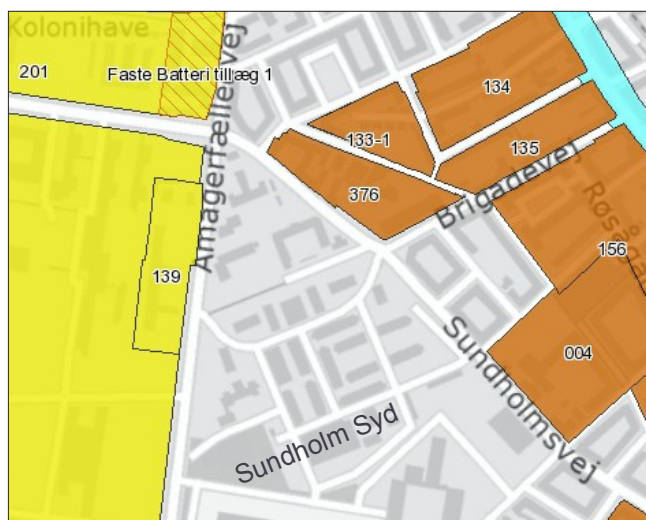 Kolonihave
201
Faste Batteri tillæg 1
Amagerfælledvej
134
133-1
135
376
Brigadevej
Røsåga
156
139
004
Sundholmsvej
Sundholm Syd